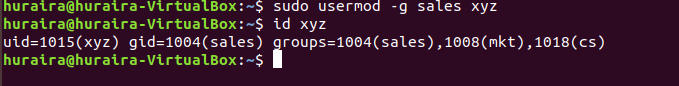 huraira@huraira-VirtualBox:~$ sudo usermod -g sales xyz
huraira@huraira-VirtualBox:~$ id xyz
uid=1015(xyz) gid=1004(sales) groups=1004(sales),1008(mkt),1018(cs)
huraira@huraira-VirtualBox:~$